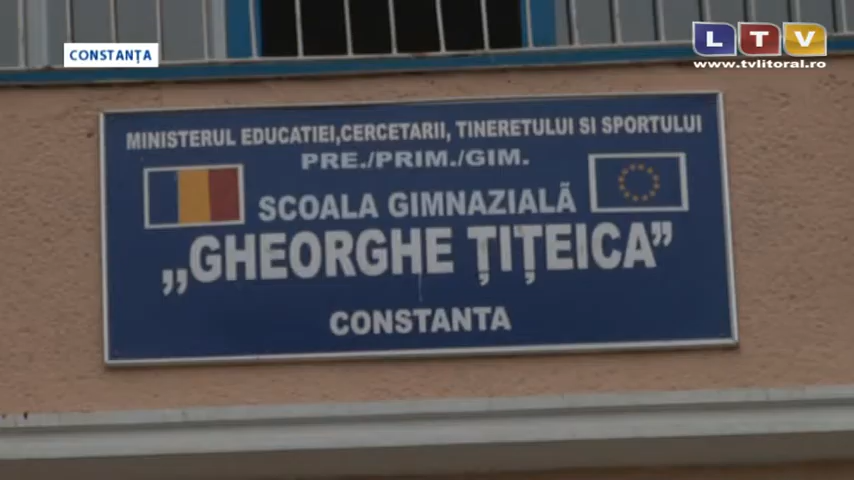 CONSTANȚA
LTV
www.tvlitoral.ro
MINISTERUL EDUCATIEI,CERCETARII, TINERETULUI SI SPORTULUI
PRE./PRIM./GIM.
SCOALA GIMNAZIALĂ
„GHEORGHE ȚIȚEICA”
CONSTANTA